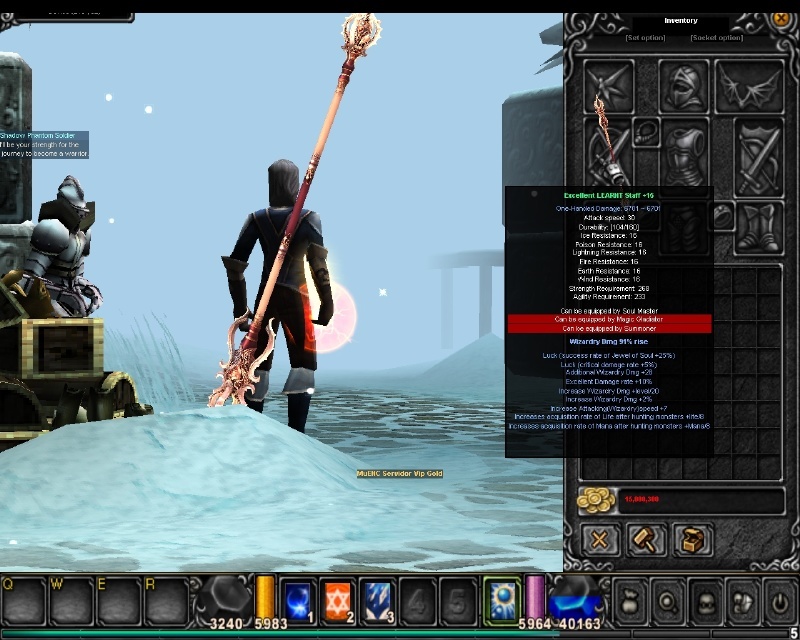 Inventory
[Set option] [Socket option]
Shadow Phantom Soldier
I'll be your strength for the
journey to become a warrior.
Excellent LEARNT Staff +16
One-Handed Damage: 6701 ~ 6701
Attack speed: 30
Durability: [104/160]
Ice Resistance: 16
Poison Resistance: 16
Lightning Resistance: 16
Fire Resistance: 16
Earth Resistance: 16
Wind Resistance: 16
Strength Requirement: 268
Agility Requirement: 233
Can be equipped by Soul Master
Can be equipped by Magic Gladiator
Can be equipped by Summoner
Wizardry Dmg 91% rise
Luck (success rate of Jewel of Soul +25%)
Luck (critical damage rate +5%)
Additional Wizardry Dmg +28
Excellent Damage rate +10%
Increase Wizardry Dmg +level/20
Increase Wizardry Dmg +2%
Increase Attacking(Wizardry)speed +7
Increases acquisition rate of Life after hunting monsters +life/8
Increases acquisition rate of Mana after hunting monsters +Mana/8
MuEHC Servidor Vip Gold
Q W E R
1 2 3 4 5
3240 5983 5964 40163
5